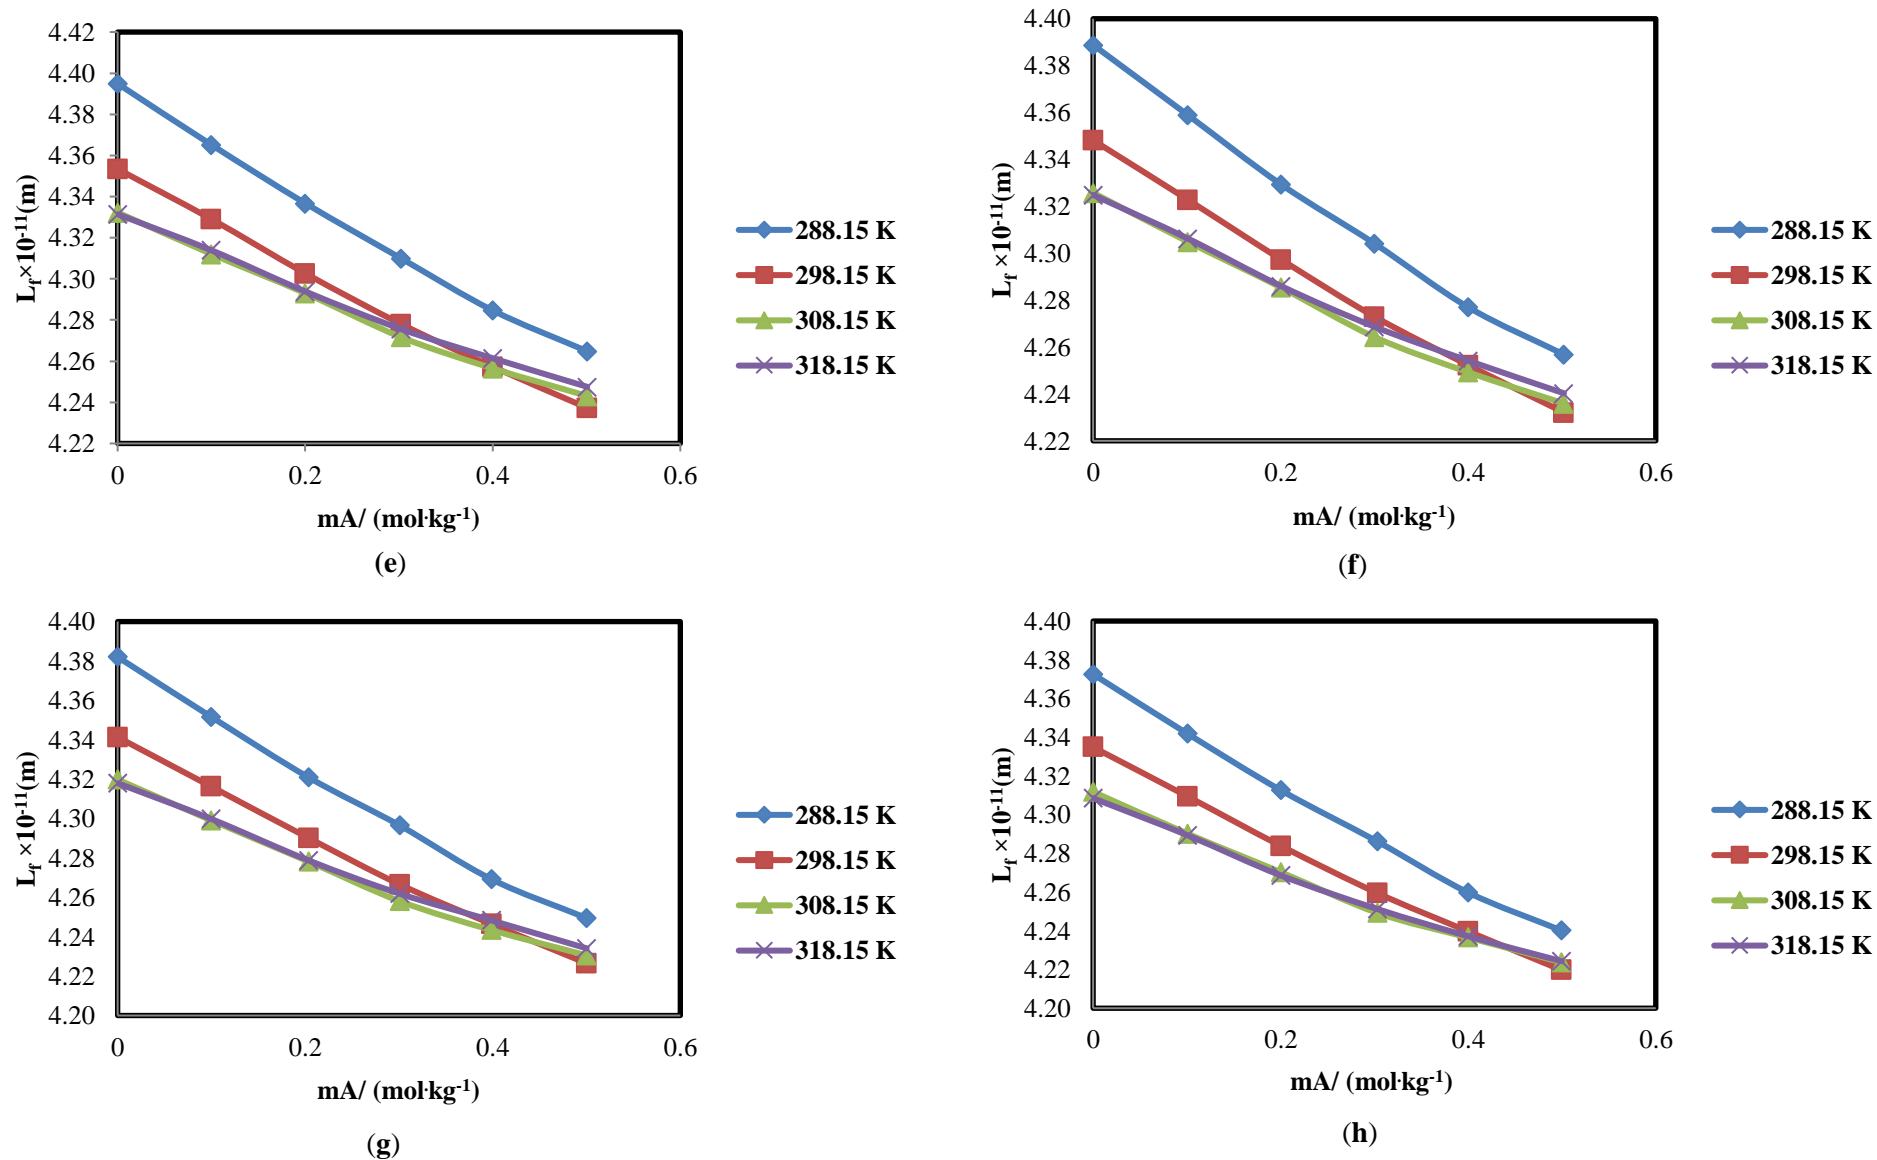 4.42
4.40
4.38
4.36
4.34
4.32
4.30
4.28
4.26
4.24
4.22
0 0.2 0.4 0.6
L_f×10⁻¹¹(m)
mA/ (mol·kg⁻¹)
288.15 K
298.15 K
308.15 K
318.15 K
(e)
4.40
4.38
4.36
4.34
4.32
4.30
4.28
4.26
4.24
4.22
0 0.2 0.4 0.6
L_f ×10⁻¹¹(m)
mA/ (mol·kg⁻¹)
288.15 K
298.15 K
308.15 K
318.15 K
(f)
4.40
4.38
4.36
4.34
4.32
4.30
4.28
4.26
4.24
4.22
4.20
0 0.2 0.4 0.6
L_f ×10⁻¹¹(m)
mA/ (mol·kg⁻¹)
288.15 K
298.15 K
308.15 K
318.15 K
(g)
4.40
4.38
4.36
4.34
4.32
4.30
4.28
4.26
4.24
4.22
4.20
0 0.2 0.4 0.6
L_f ×10⁻¹¹(m)
mA/ (mol·kg⁻¹)
288.15 K
298.15 K
308.15 K
318.15 K
(h)